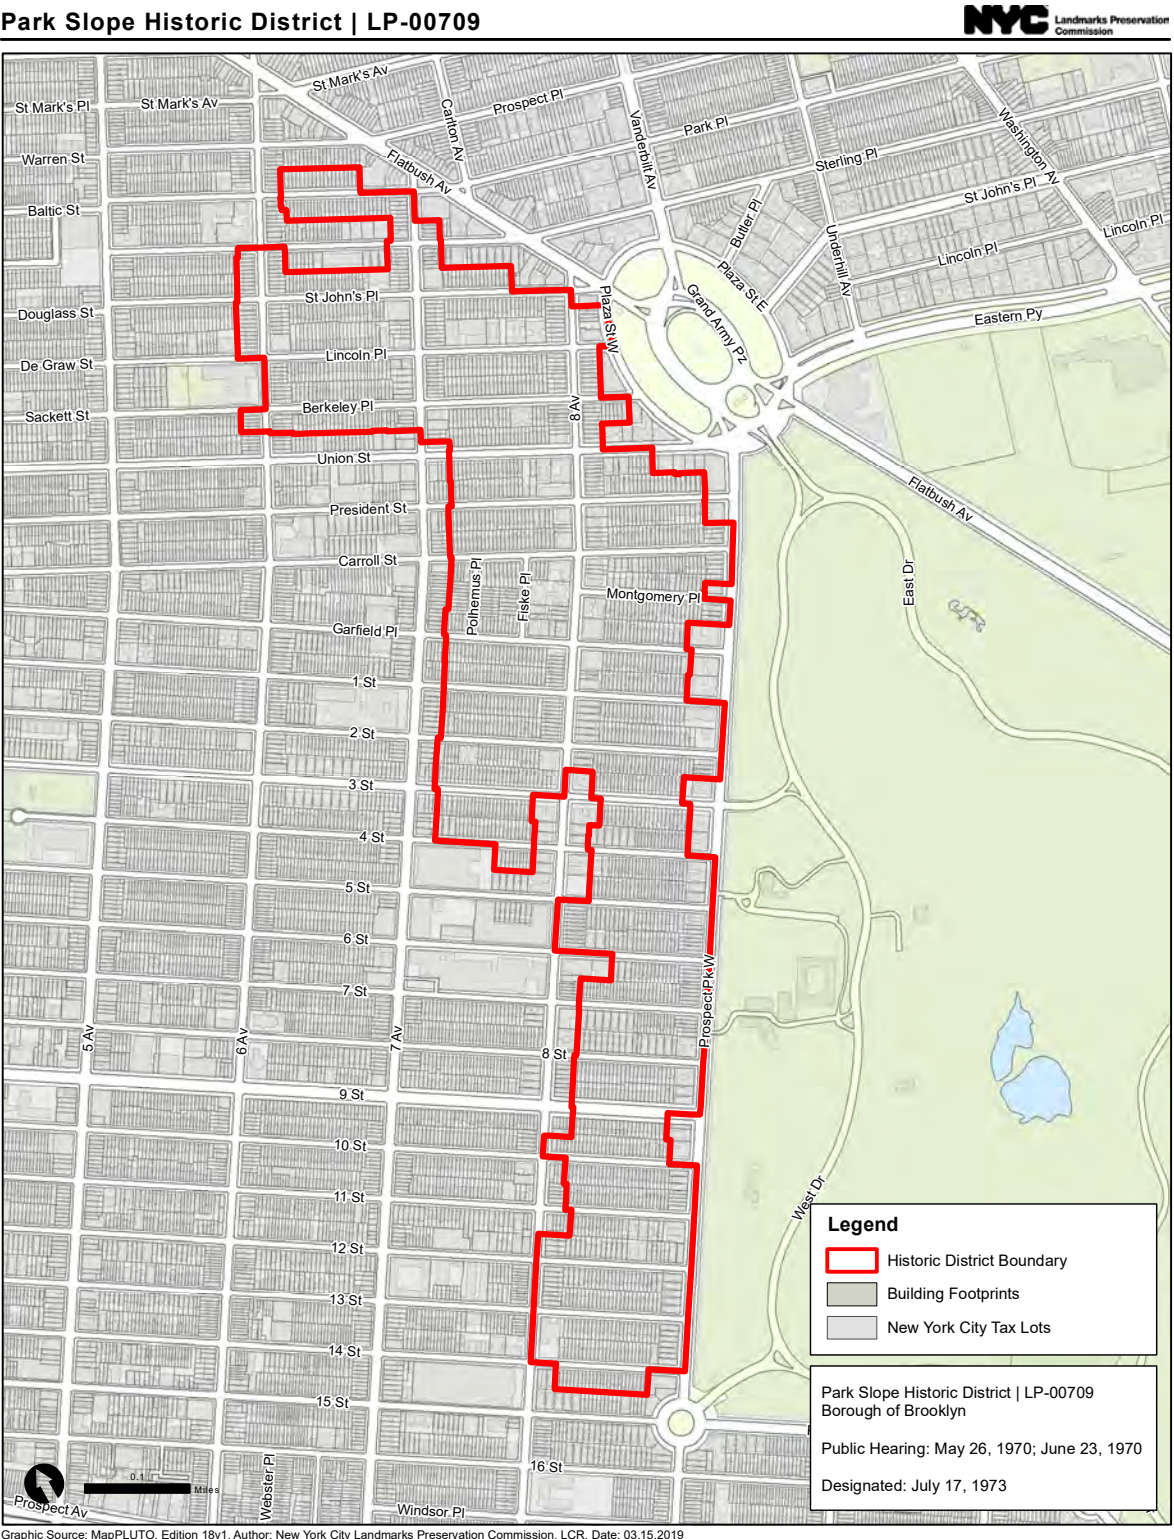 Park Slope Historic District | LP-00709
NYC Landmarks Preservation
Commission
St Mark's Av
St Mark's Pl
St Mark's Av
Carlton Av
Prospect Pl
Vanderbilt Av
Park Pl
Washington Av
Warren St
Flatbush Av
Sterling Pl
St John's Pl
Baltic St
Butler Pl
Underhill Av
Lincoln Pl
Lincoln Pl
Plaza St E
St John's Pl
Plaza St W
Grand Army Pz
Douglass St
Eastern Py
Lincoln Pl
De Graw St
Berkeley Pl
8 Av
Sackett St
Union St
Flatbush Av
President St
Carroll St
Polhemus Pl
Fiske Pl
Montgomery Pl
East Dr
Garfield Pl
1 St
2 St
3 St
4 St
5 St
6 St
7 St
Prospect Pk W
5 Av
6 Av
7 Av
8 St
9 St
10 St
11 St
West Dr
12 St
13 St
14 St
15 St
16 St
Webster Pl
Prospect Av
Windsor Pl
0.1
Miles
Legend
Historic District Boundary
Building Footprints
New York City Tax Lots
Park Slope Historic District | LP-00709
Borough of Brooklyn
Public Hearing: May 26, 1970; June 23, 1970
Designated: July 17, 1973
Graphic Source: MapPLUTO, Edition 18v1, Author: New York City Landmarks Preservation Commission, LCR, Date: 03.15.2019